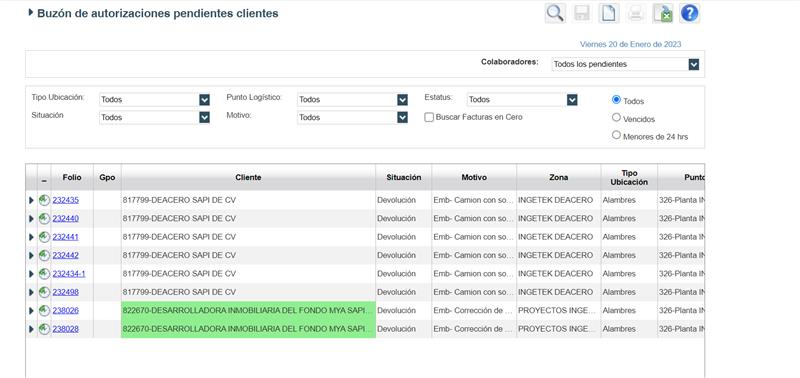 Buzón de autorizaciones pendientes clientes
Viernes 20 de Enero de 2023
Colaboradores: Todos los pendientes
Tipo Ubicación: Todos Punto Logístico: Todos Estatus: Todos Todos
Situación Todos Motivo: Todos Buscar Facturas en Cero Vencidos
Menores de 24 hrs
_ Folio Gpo Cliente Situación Motivo Zona Tipo Ubicación Punto
232435 817799-DEACERO SAPI DE CV Devolución Emb- Camion con so... INGETEK DEACERO Alambres 326-Planta IN
232440 817799-DEACERO SAPI DE CV Devolución Emb- Camion con so... INGETEK DEACERO Alambres 326-Planta IN
232441 817799-DEACERO SAPI DE CV Devolución Emb- Camion con so... INGETEK DEACERO Alambres 326-Planta IN
232442 817799-DEACERO SAPI DE CV Devolución Emb- Camion con so... INGETEK DEACERO Alambres 326-Planta IN
232434-1 817799-DEACERO SAPI DE CV Devolución Emb- Camion con so... INGETEK DEACERO Alambres 326-Planta IN
232498 817799-DEACERO SAPI DE CV Devolución Emb- Camion con so... INGETEK DEACERO Alambres 326-Planta IN
238026 822670-DESARROLLADORA INMOBILIARIA DEL FONDO MYA SAPI... Devolución Emb- Corrección de ... PROYECTOS INGE... Alambres 326-Planta IN
238028 822670-DESARROLLADORA INMOBILIARIA DEL FONDO MYA SAPI... Devolución Emb- Corrección de ... PROYECTOS INGE... Alambres 326-Planta IN